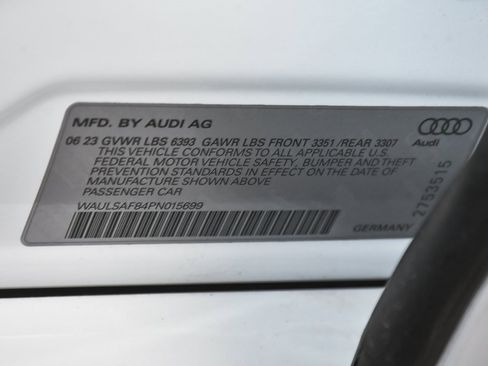 MFD. BY AUDI AG
06 23 GVWR LBS 6393 GAWR LBS FRONT 3351 /REAR 3307
THIS VEHICLE CONFORMS TO ALL APPLICABLE U.S.
FEDERAL MOTOR VEHICLE SAFETY, BUMPER AND THEFT
PREVENTION STANDARDS IN EFFECT ON THE DATE OF
MANUFACTURE SHOWN ABOVE
PASSENGER CAR
WAULSAF84PN015699
Audi
2753515
GERMANY